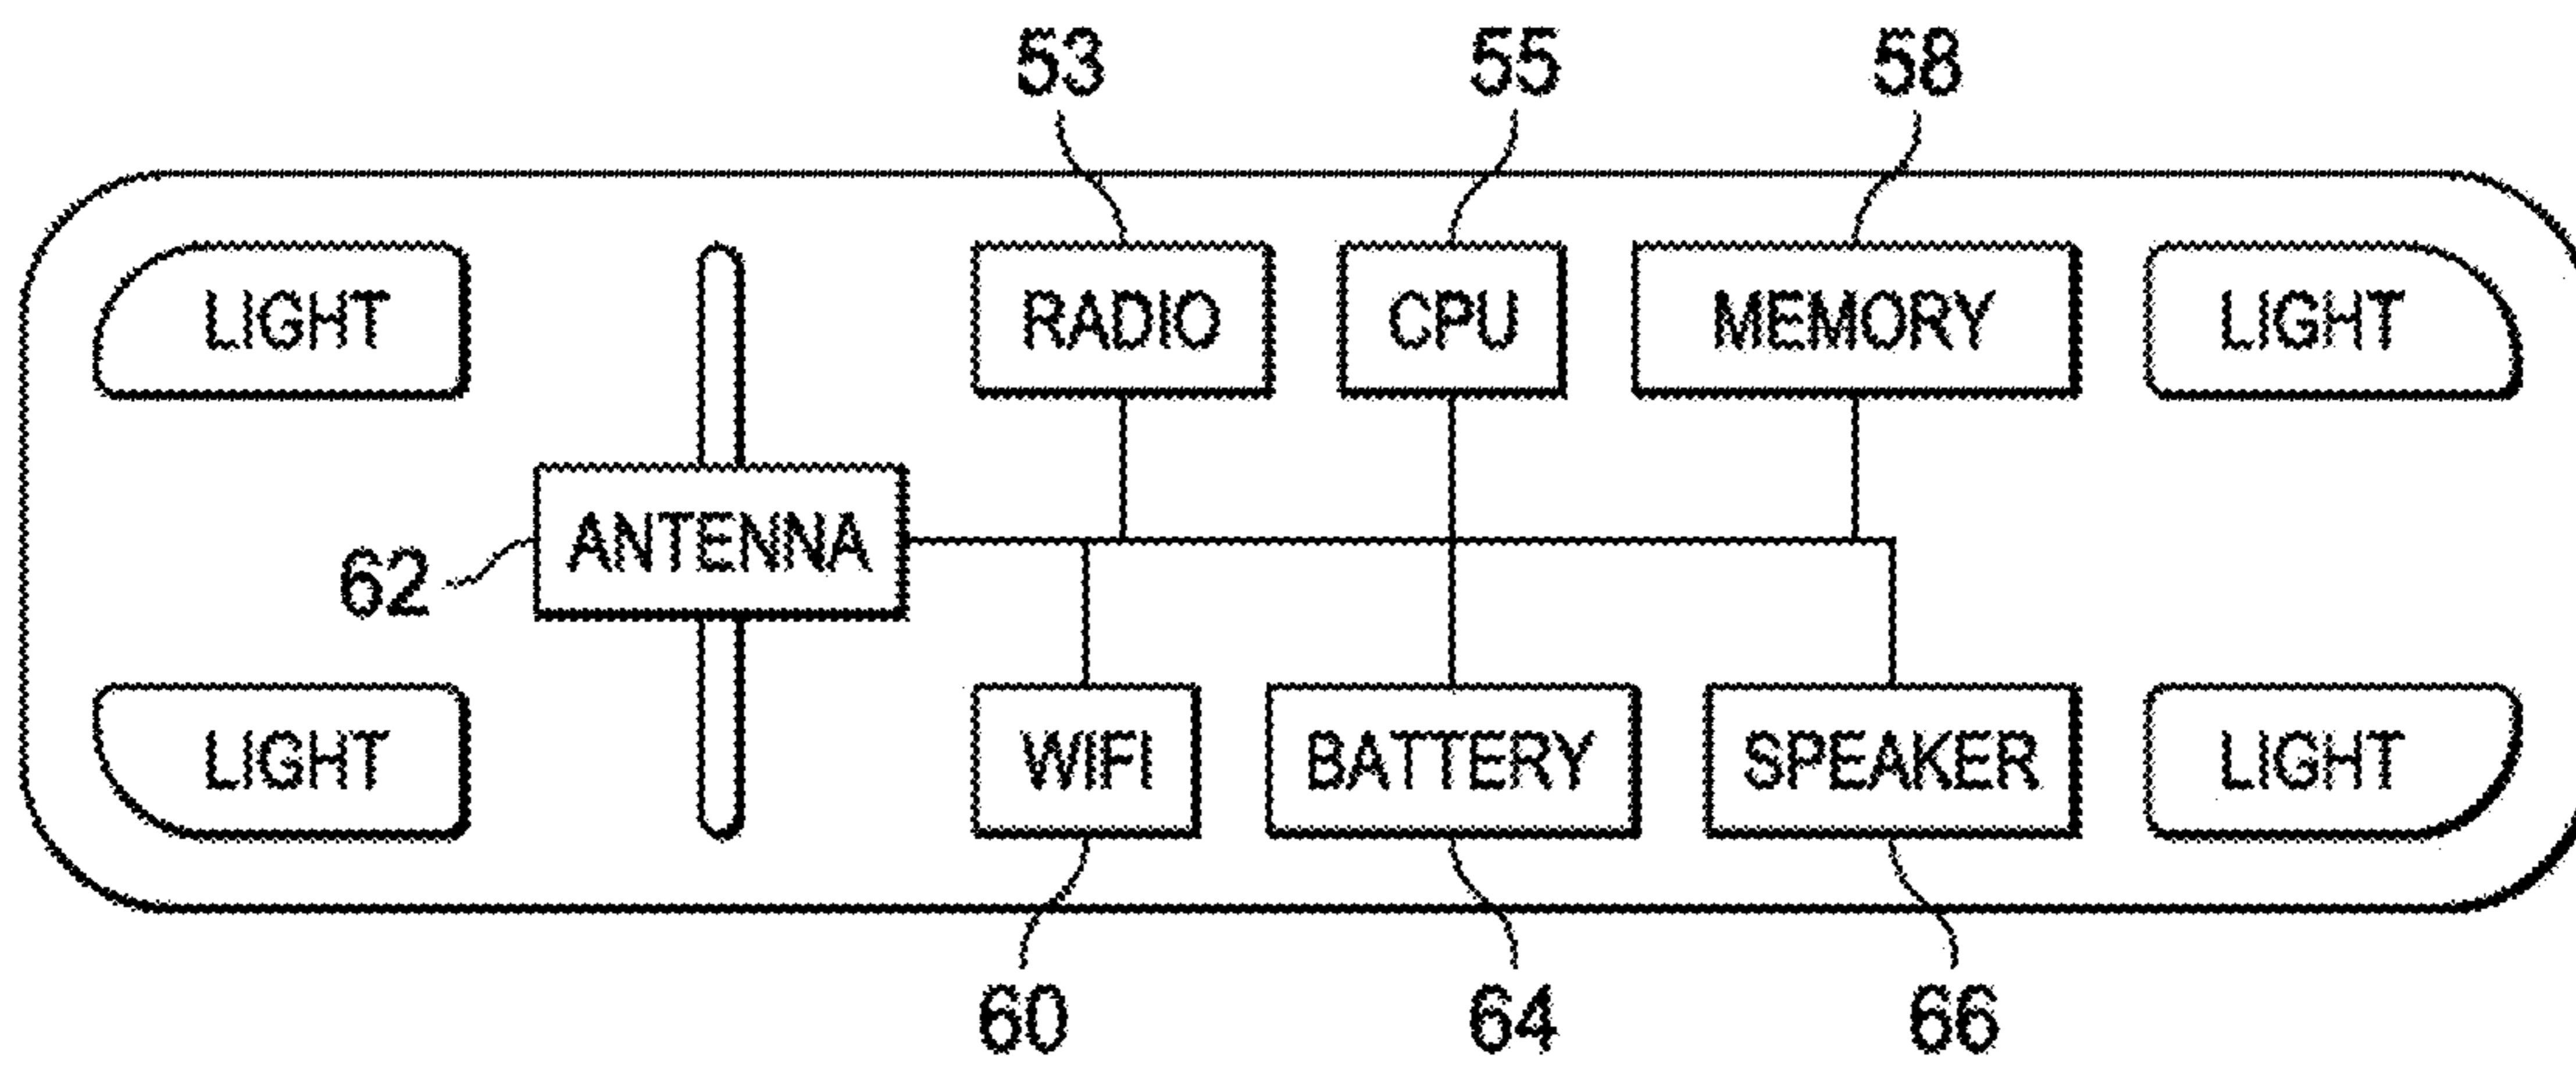 53 55 58
LIGHT RADIO CPU MEMORY LIGHT
ANTENNA
62
LIGHT WIFI BATTERY SPEAKER LIGHT
60 64 66